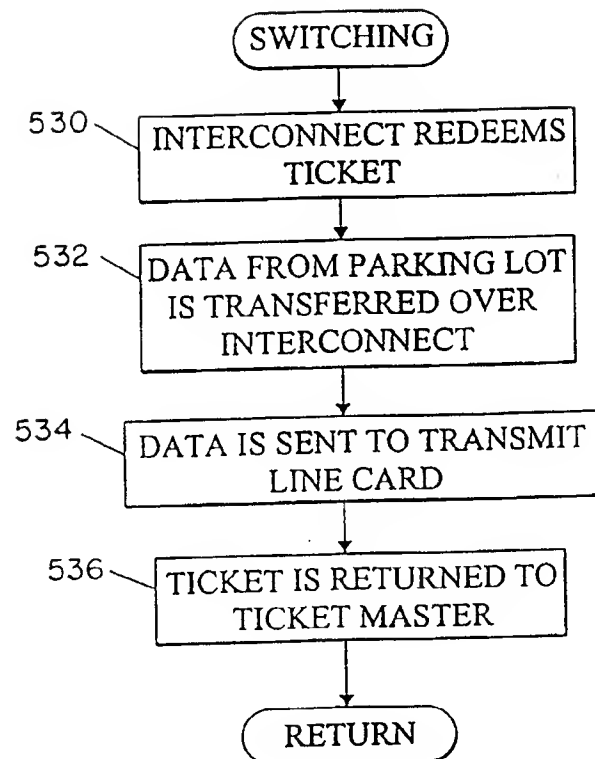 SWITCHING
530
INTERCONNECT REDEEMS
TICKET
532
DATA FROM PARKING LOT
IS TRANSFERRED OVER
INTERCONNECT
534
DATA IS SENT TO TRANSMIT
LINE CARD
536
TICKET IS RETURNED TO
TICKET MASTER
RETURN